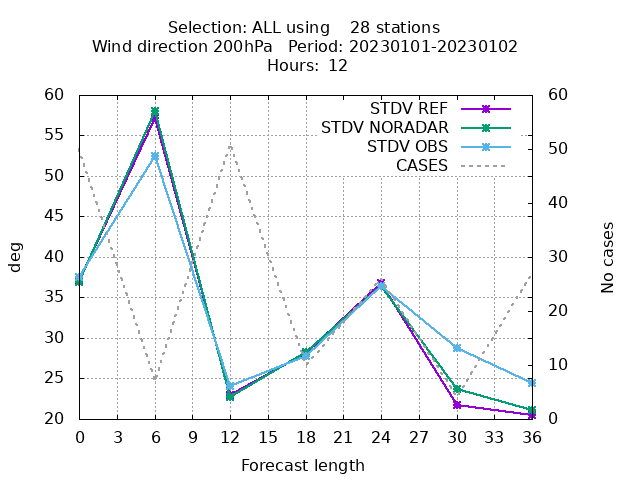 Selection: ALL using    28 stations
Wind direction 200hPa   Period: 20230101-20230102
Hours: 12
60
55
50
45
40
35
30
25
20
60
50
40
30
20
10
0
STDV REF
STDV NORADAR
STDV OBS
CASES
deg
No cases
0 3 6 9 12 15 18 21 24 27 30 33 36
Forecast length